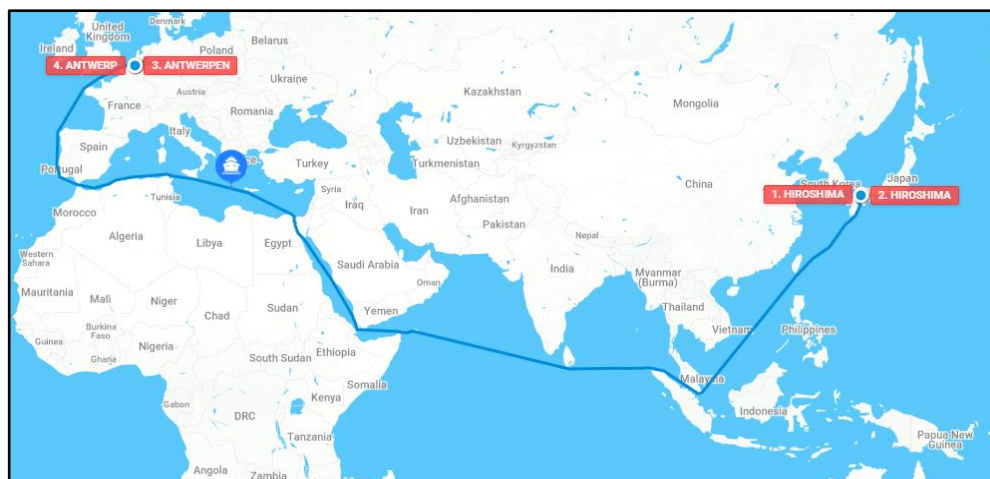 Denmark
United
Kingdom
Ireland
Belarus
Poland
4. ANTWERP
3. ANTWERPEN
Ukraine
Kazakhstan
Austria
France
Mongolia
Romania
Italy
Uzbekistan
Kyrgyzstan
Spain
Turkey
Turkmenistan
Portugal
China
South Korea
Japan
Syria
Afghanistan
1. HIROSHIMA
2. HIROSHIMA
Tunisia
Iraq
Iran
Morocco
Pakistan
Nepal
Algeria
Libya
Egypt
Western
Sahara
Saudi Arabia
India
Myanmar
(Burma)
Oman
Mauritania
Mali
Niger
Sudan
Yemen
Thailand
Chad
Vietnam
Philippines
Burkina
Faso
Guinea
Nigeria
Ghana
South Sudan
Ethiopia
Somalia
Malaysia
Kenya
Gabon
Indonesia
DRC
Tanzania
Papua New
Guinea
Angola
Zambia